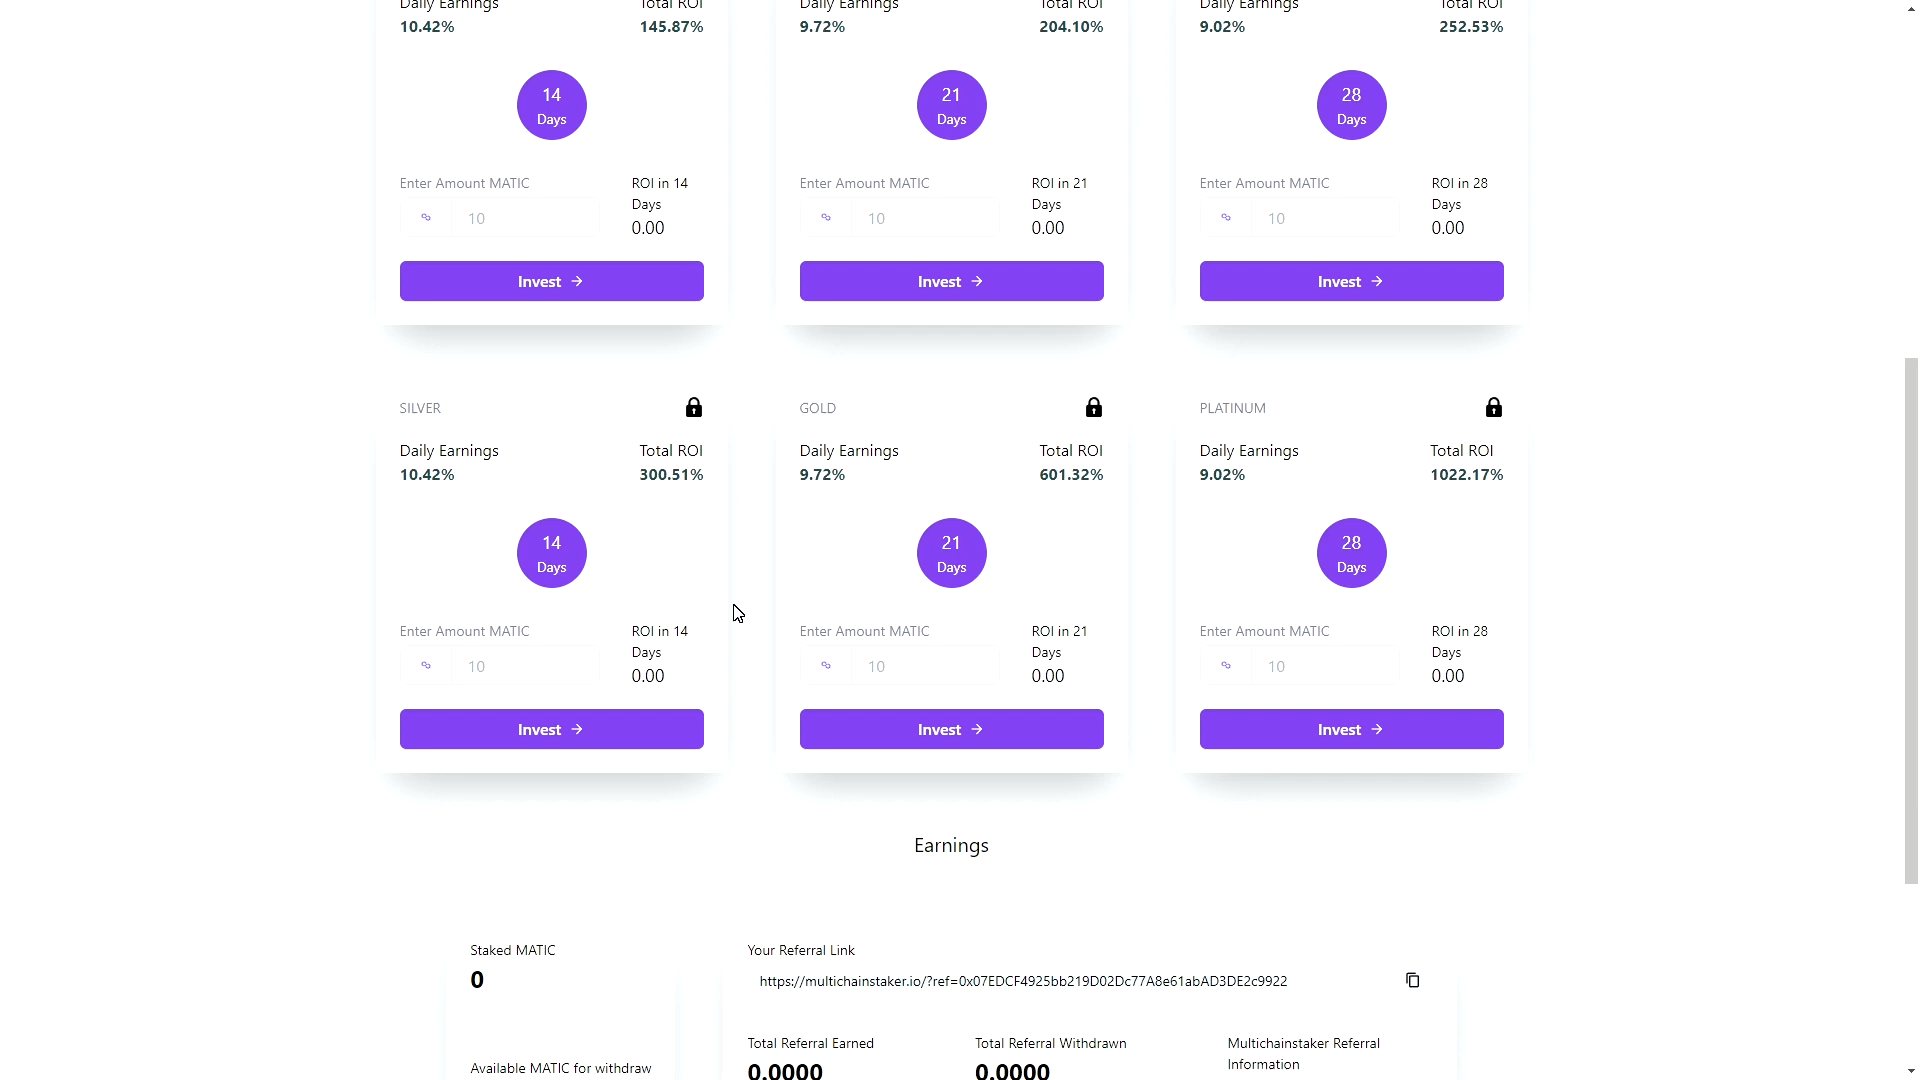 Daily Earnings Total ROI Daily Earnings Total ROI Daily Earnings Total ROI
10.42% 145.87% 9.72% 204.10% 9.02% 252.53%
14 21 28
Days Days Days
Enter Amount MATIC ROI in 14 Enter Amount MATIC ROI in 21 Enter Amount MATIC ROI in 28
Days Days Days
10 0.00 10 0.00 10 0.00
Invest → Invest → Invest →
SILVER GOLD PLATINUM
Daily Earnings Total ROI Daily Earnings Total ROI Daily Earnings Total ROI
10.42% 300.51% 9.72% 601.32% 9.02% 1022.17%
14 21 28
Days Days Days
Enter Amount MATIC ROI in 14 Enter Amount MATIC ROI in 21 Enter Amount MATIC ROI in 28
Days Days Days
10 0.00 10 0.00 10 0.00
Invest → Invest → Invest →
Earnings
Staked MATIC Your Referral Link
0 https://multichainstaker.io/?ref=0x07EDCF4925bb219D02Dc77A8e61abAD3DE2c9922
Total Referral Earned Total Referral Withdrawn Multichainstaker Referral
Available MATIC for withdraw 0.0000 0.0000 Information